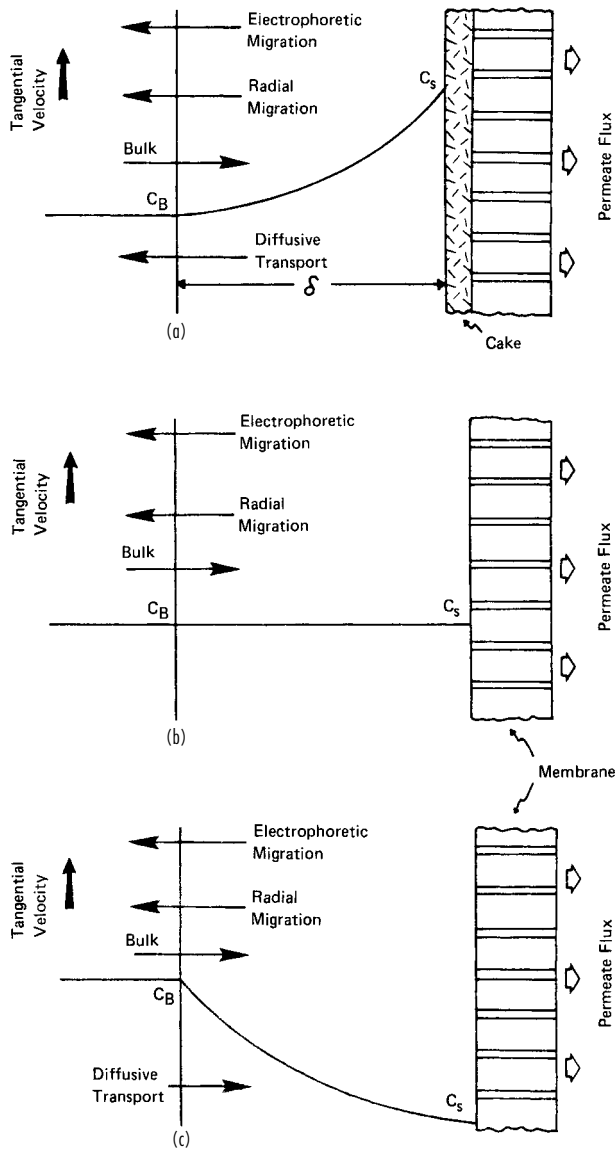 Electrophoretic
Migration
Tangential
Velocity
Radial
Migration
Bulk
C_B
C_s
Diffusive
Transport
δ
Permeate Flux
(a)
Cake
Electrophoretic
Migration
Tangential
Velocity
Radial
Migration
Bulk
C_B
C_s
Permeate Flux
(b)
Membrane
Electrophoretic
Migration
Tangential
Velocity
Radial
Migration
Bulk
C_B
Diffusive
Transport
C_s
Permeate Flux
(c)